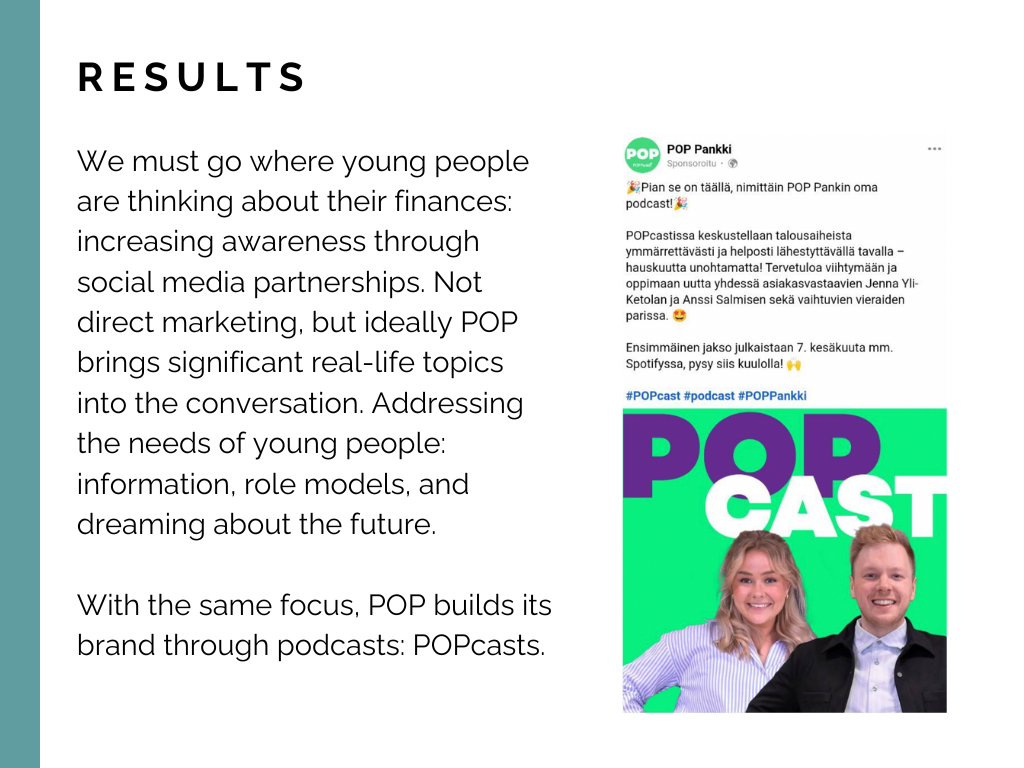 RESULTS
We must go where young people
are thinking about their finances:
increasing awareness through
social media partnerships. Not
direct marketing, but ideally POP
brings significant real-life topics
into the conversation. Addressing
the needs of young people:
information, role models, and
dreaming about the future.
With the same focus, POP builds its
brand through podcasts: POPcasts.
POP
POP Pankki
Sponsoroitu ·
🎉Pian se on täällä, nimittäin POP Pankin oma
podcast!🎉
POPcastissa keskustellaan talousaiheista
ymmärrettävästi ja helposti lähestyttävällä tavalla –
hauskuutta unohtamatta! Tervetuloa viihtymään ja
oppimaan uutta yhdessä asiakasvastaavien Jenna Yli-
Ketolan ja Anssi Salmisen sekä vaihtuvien vieraiden
parissa. 🤩
Ensimmäinen jakso julkaistaan 7. kesäkuuta mm.
Spotifyssa, pysy siis kuulolla! 🙌
#POPcast #podcast #POPPankki
POP
CAST